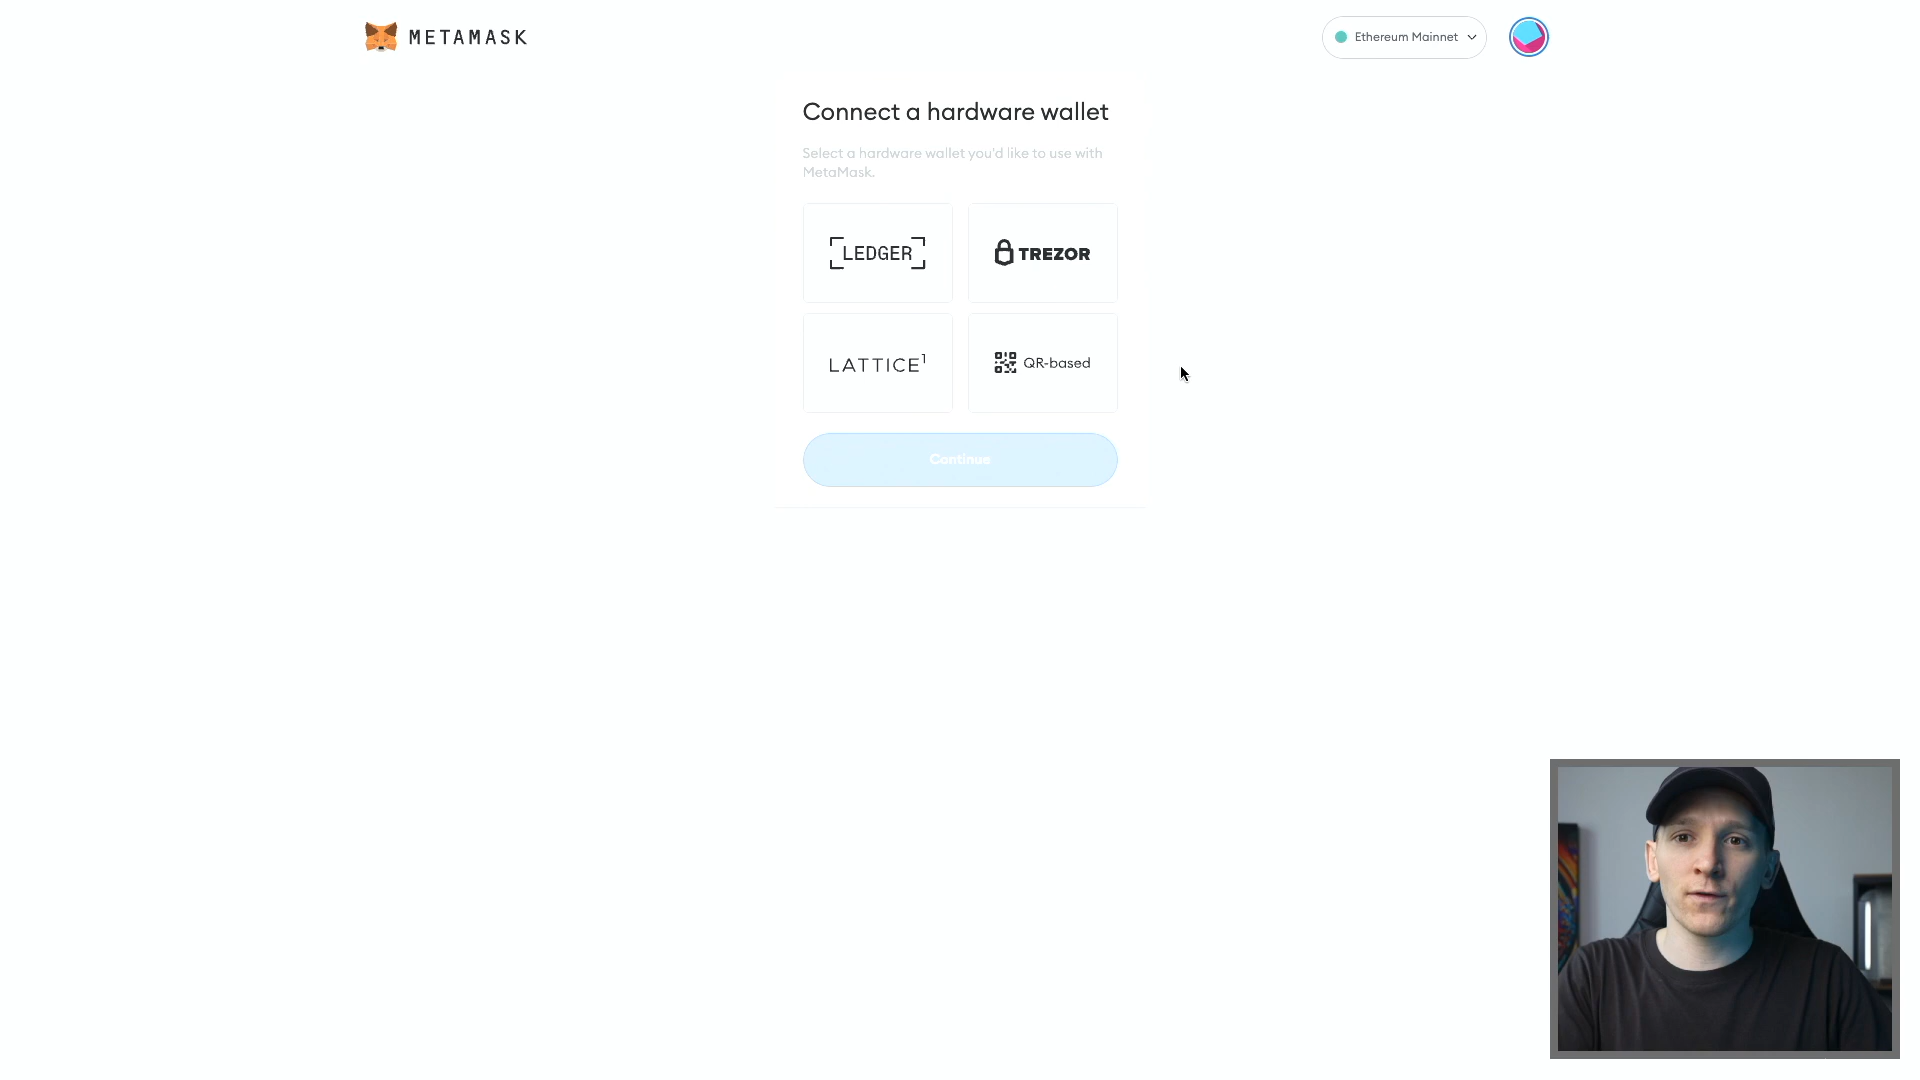 METAMASK
Ethereum Mainnet
Connect a hardware wallet
Select a hardware wallet you'd like to use with
MetaMask.
LEDGER
TREZOR
LATTICE1
QR-based
Continue